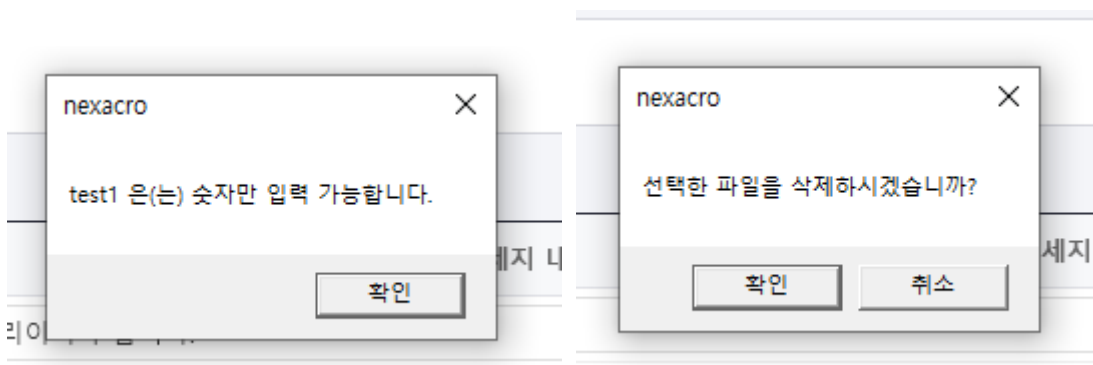 nexacro
test1 은(는) 숫자만 입력 가능합니다.
확인
nexacro
선택한 파일을 삭제하시겠습니까?
확인
취소
세지